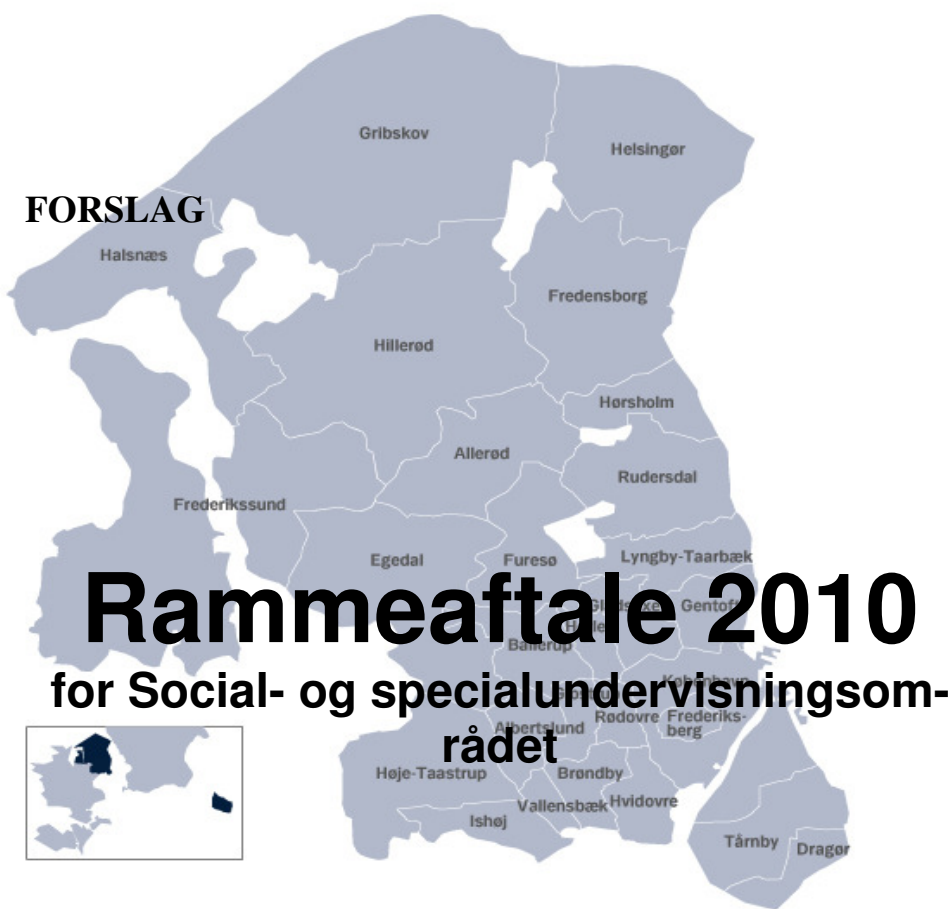 Gribskov
Helsingør
FORSLAG
Halsnæs
Fredensborg
Hillerød
Hørsholm
Allerød
Rudersdal
Frederikssund
Egedal
Furesø
Lyngby-Taarbæk
Rammeaftale 2010
Ballerup
København
for Social- og specialundervisningsom-
rådet
Albertslund
Rødovre
Frederiks-
berg
Høje-Taastrup
Brøndby
Vallensbæk
Hvidovre
Ishøj
Tårnby
Dragør